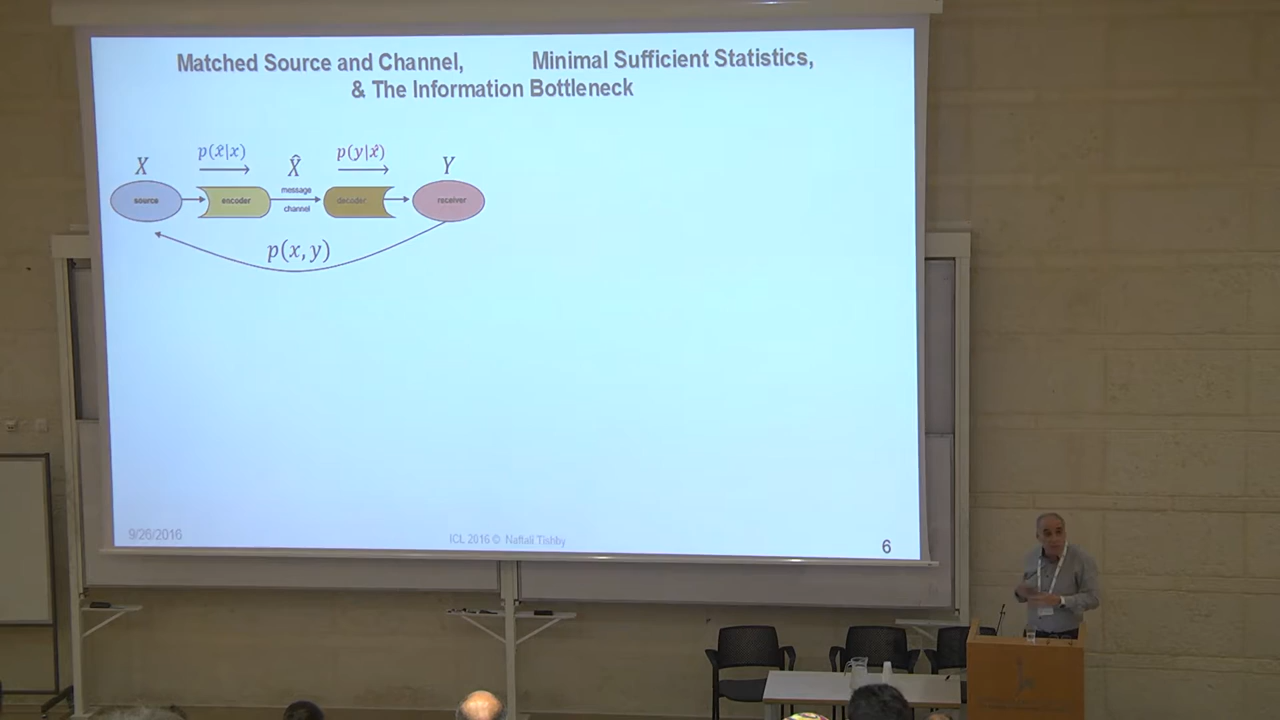 Matched Source and Channel, Minimal Sufficient Statistics,
& The Information Bottleneck
p(x̂|x) p(y|x̂)
X X̂ Y
source encoder message channel decoder receiver
p(x,y)
9/26/2016 ICL 2016 © Naftali Tishby 6